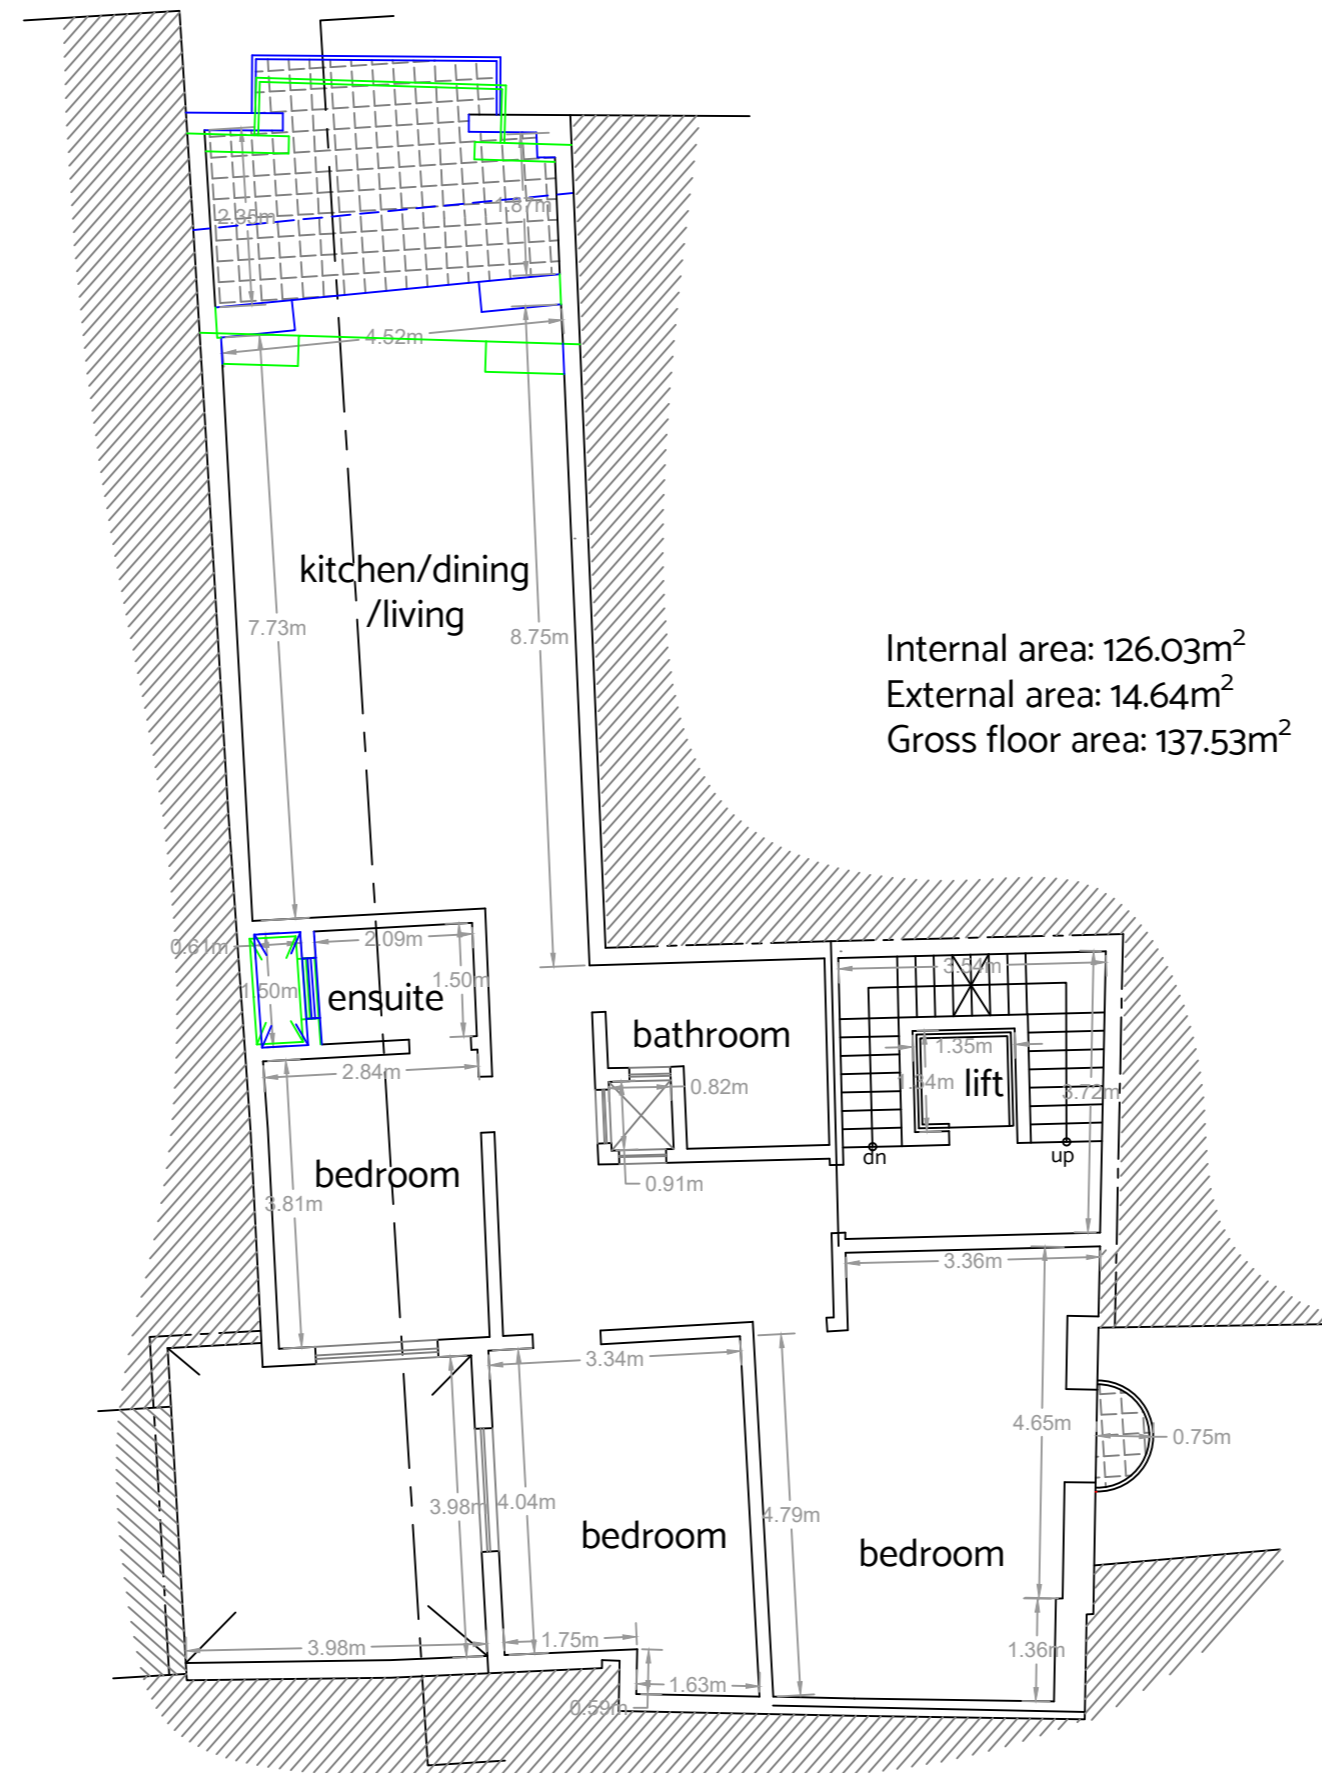 2.35m
1.87m
4.52m
kitchen/dining
/living
7.73m
8.75m
Internal area: 126.03m²
External area: 14.64m²
Gross floor area: 137.53m²
0.61m
2.09m
1.50m
1.50m
ensuite
2.84m
bathroom
0.82m
0.91m
3.54m
1.35m
lift
3.72m
dn
up
bedroom
3.81m
3.36m
3.34m
4.65m
0.75m
3.98m
4.04m
4.79m
bedroom
bedroom
3.98m
1.75m
1.63m
0.59m
1.36m